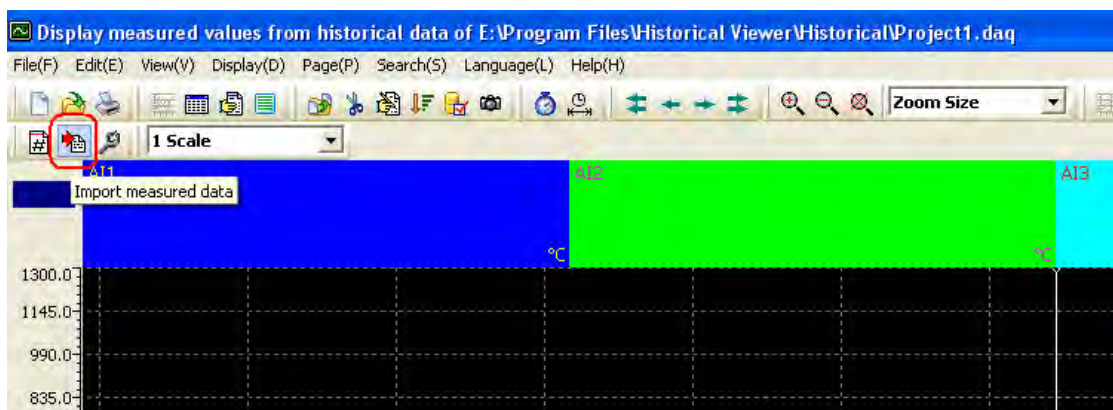 Display measured values from historical data of E:\Program Files\Historical Viewer\Historical\Project1.daq
File(F) Edit(E) View(V) Display(D) Page(P) Search(S) Language(L) Help(H)
Zoom Size
1 Scale
AI1 AI2 AI3
Import measured data
°C °C
1300.0
1145.0
990.0
835.0